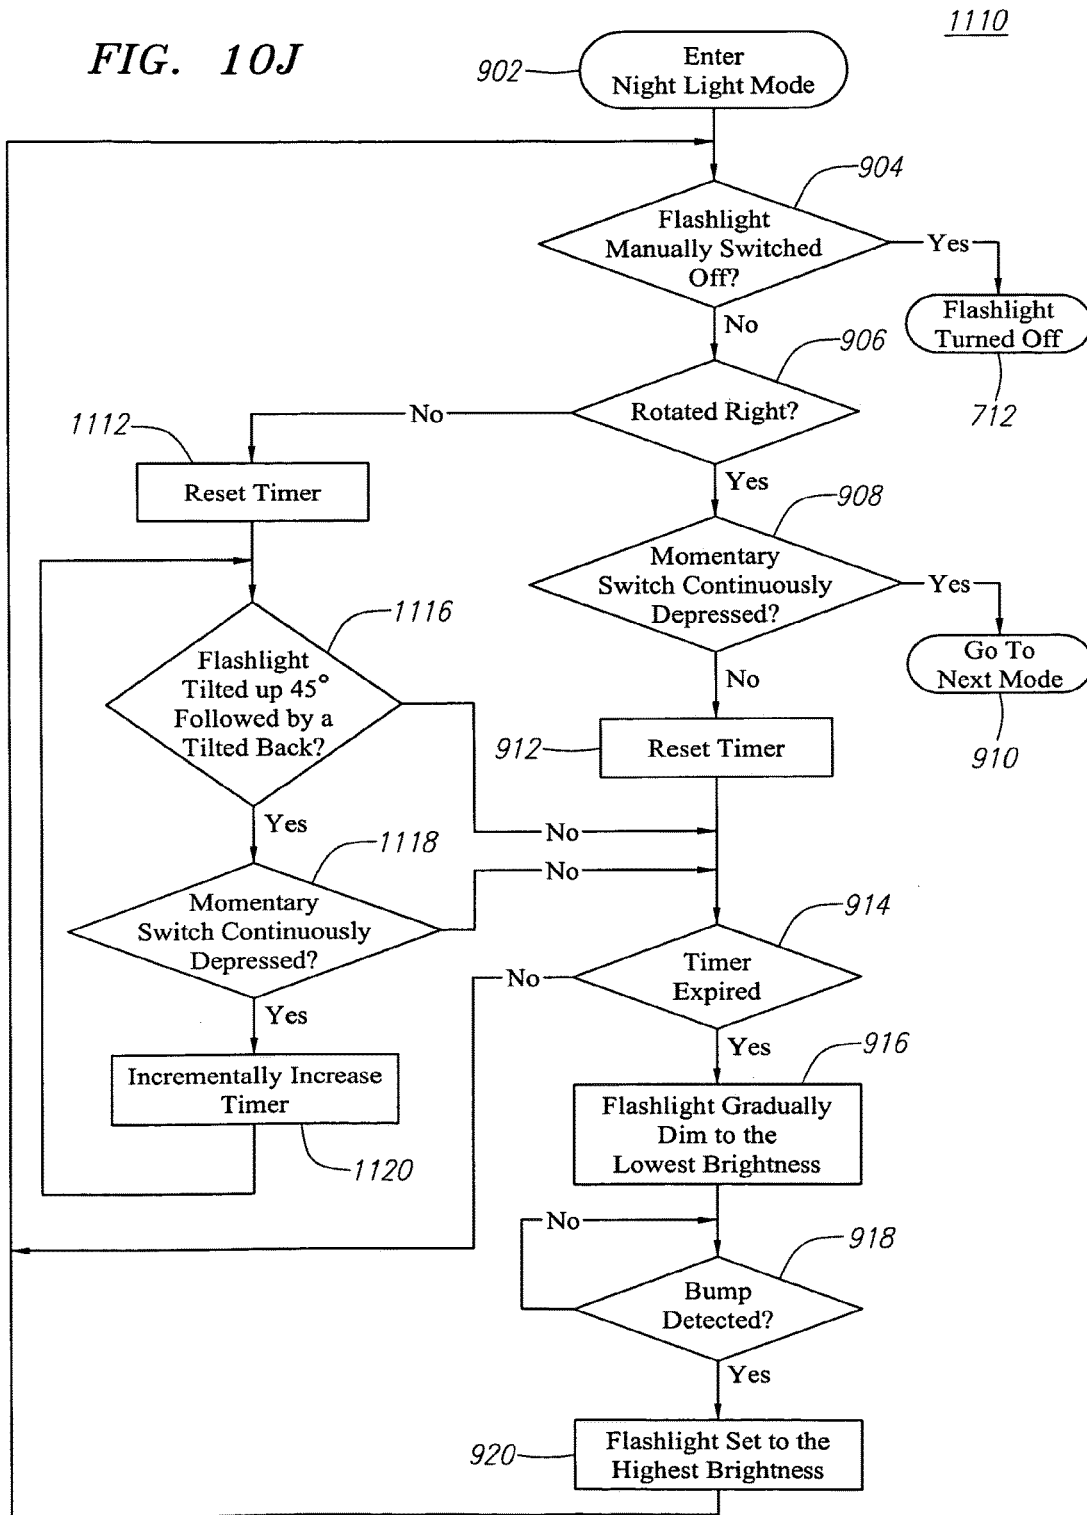 1110
FIG. 10J
902
Enter
Night Light Mode
904
Flashlight
Manually Switched
Off?
Yes
Flashlight
Turned Off
712
No
906
Rotated Right?
No
1112
Reset Timer
Yes
908
Momentary
Switch Continuously
Depressed?
Yes
Go To
Next Mode
910
1116
Flashlight
Tilted up 45°
Followed by a
Tilted Back?
No
912
Reset Timer
Yes
No
1118
Momentary
Switch Continuously
Depressed?
No
914
Timer
Expired
No
Yes
Incrementally Increase
Timer
1120
Yes
916
Flashlight Gradually
Dim to the
Lowest Brightness
No
918
Bump
Detected?
Yes
920
Flashlight Set to the
Highest Brightness